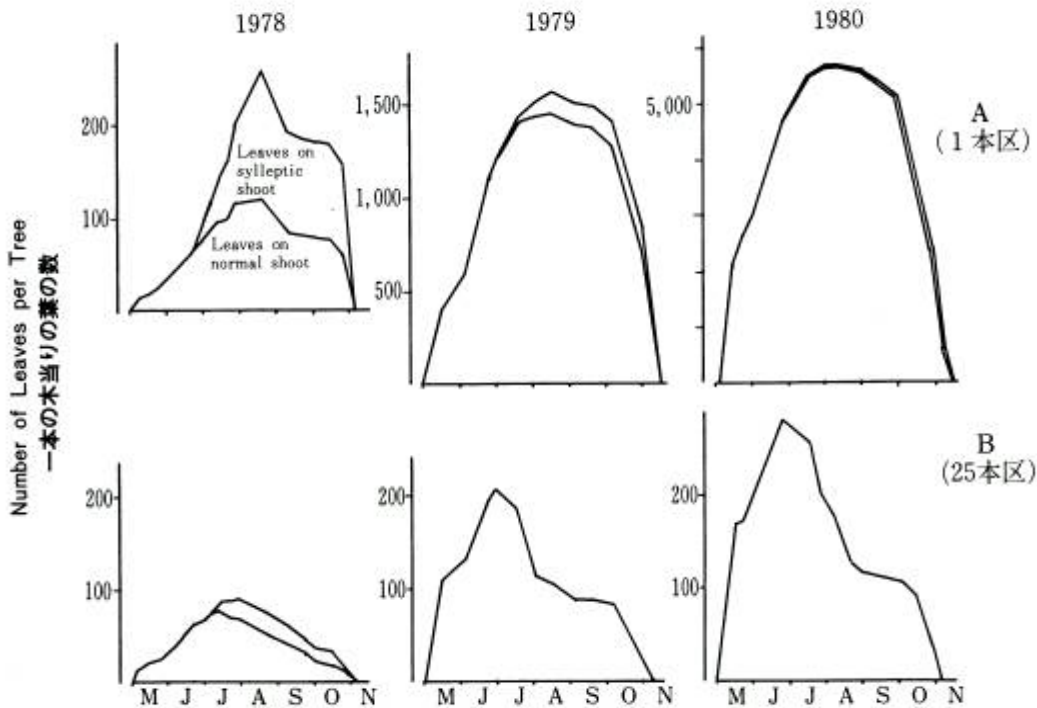 1978
1979
1980
200
100
Leaves on
sylleptic
shoot
Leaves on
normal shoot
1,500
1,000
500
5,000
A
(1本区)
Number of Leaves per Tree
一本の木当りの葉の数
200
100
200
100
200
100
B
(25本区)
M J J A S O N
M J J A S O N
M J J A S O N